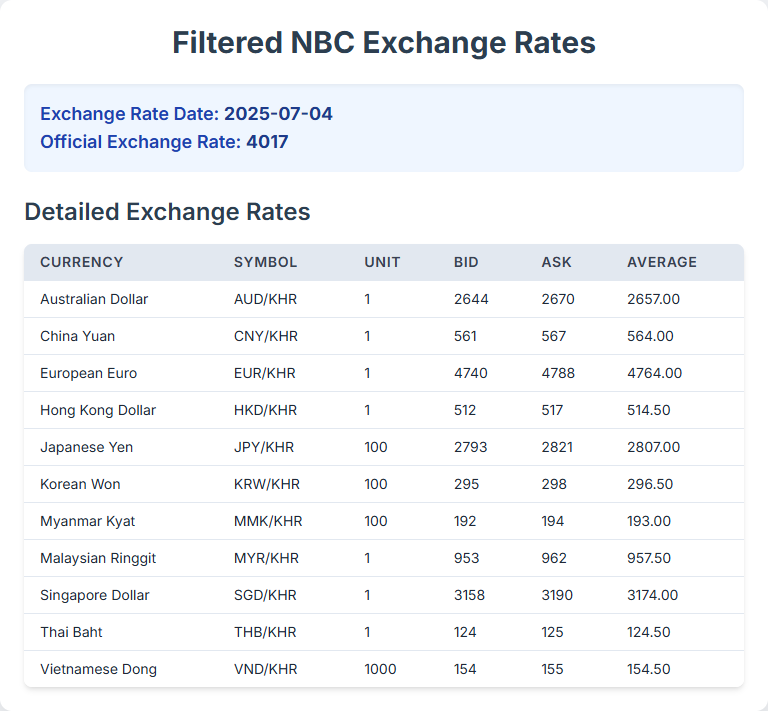 Filtered NBC Exchange Rates
Exchange Rate Date: 2025-07-04
Official Exchange Rate: 4017
Detailed Exchange Rates
CURRENCY SYMBOL UNIT BID ASK AVERAGE
Australian Dollar AUD/KHR 1 2644 2670 2657.00
China Yuan CNY/KHR 1 561 567 564.00
European Euro EUR/KHR 1 4740 4788 4764.00
Hong Kong Dollar HKD/KHR 1 512 517 514.50
Japanese Yen JPY/KHR 100 2793 2821 2807.00
Korean Won KRW/KHR 100 295 298 296.50
Myanmar Kyat MMK/KHR 100 192 194 193.00
Malaysian Ringgit MYR/KHR 1 953 962 957.50
Singapore Dollar SGD/KHR 1 3158 3190 3174.00
Thai Baht THB/KHR 1 124 125 124.50
Vietnamese Dong VND/KHR 1000 154 155 154.50